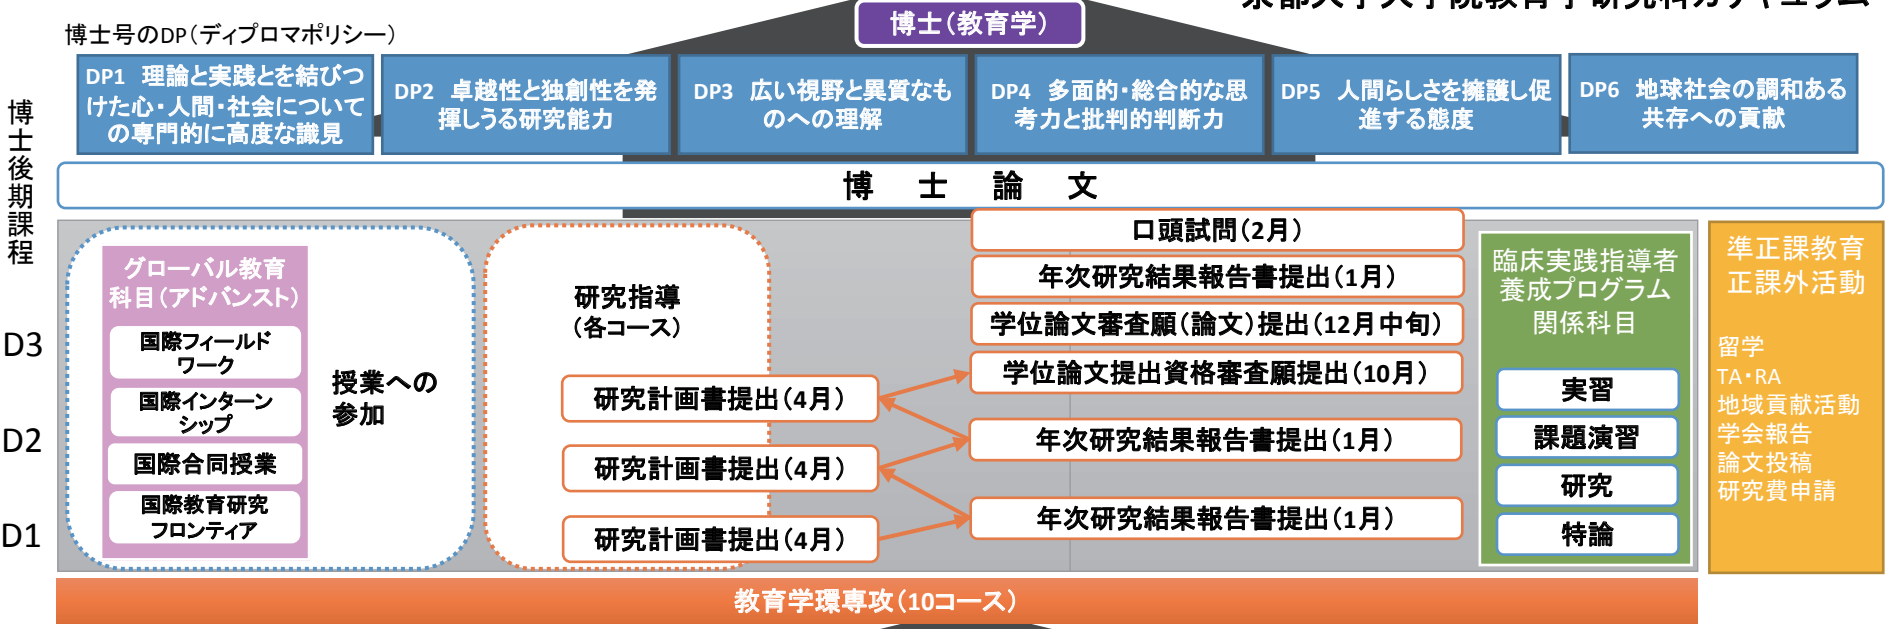 博士(教育学)
博士号のDP(ディプロマポリシー)
DP1 理論と実践とを結びつ
けた心・人間・社会について
の専門的に高度な識見
DP2 卓越性と独創性を発
揮しうる研究能力
DP3 広い視野と異質なも
のへの理解
DP4 多面的・総合的な思
考力と批判的判断力
DP5 人間らしさを擁護し促
進する態度
DP6 地球社会の調和ある
共存への貢献
博士後期課程
博士論文
D3
D2
D1
グローバル教育
科目(アドバンスト)
国際フィールド
ワーク
国際インターン
シップ
国際合同授業
国際教育研究
フロンティア
授業への
参加
研究指導
(各コース)
研究計画書提出(4月)
研究計画書提出(4月)
研究計画書提出(4月)
口頭試問(2月)
年次研究結果報告書提出(1月)
学位論文審査願(論文)提出(12月中旬)
学位論文提出資格審査願提出(10月)
年次研究結果報告書提出(1月)
年次研究結果報告書提出(1月)
臨床実践指導者
養成プログラム
関係科目
実習
課題演習
研究
特論
準正課教育
正課外活動
留学
TA・RA
地域貢献活動
学会報告
論文投稿
研究費申請
教育学環専攻(10コース)